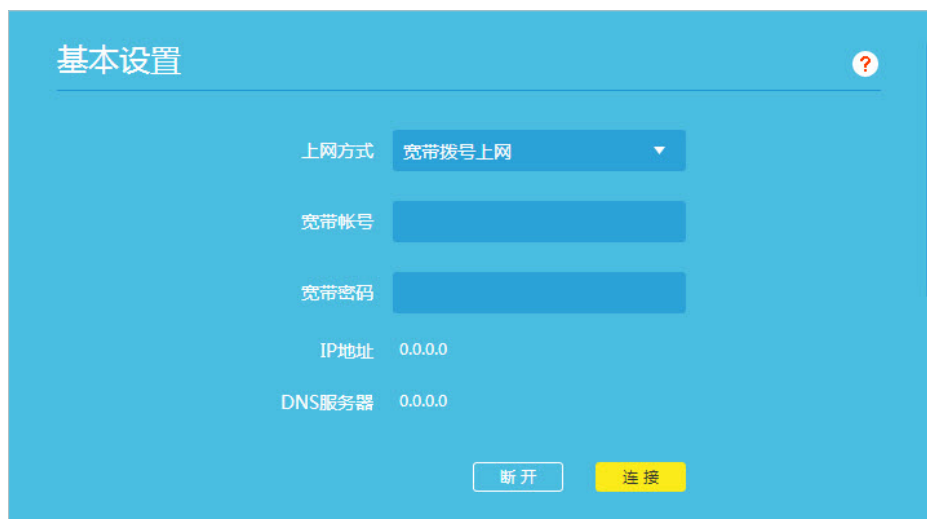 基本设置
?
上网方式 宽带拨号上网
宽带帐号
宽带密码
IP地址 0.0.0.0
DNS服务器 0.0.0.0
断开 连接